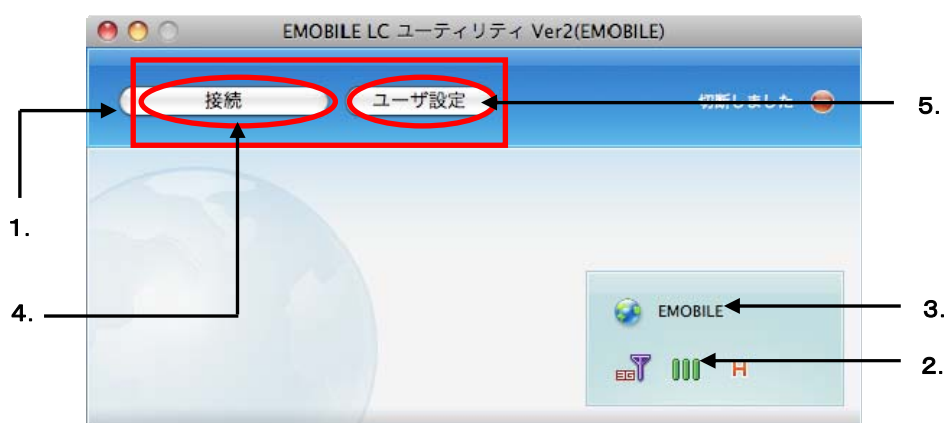 EMOBILE LC ユーティリティ Ver2(EMOBILE)
接続 ユーザ設定 切断しました 5.
1.
4.
EMOBILE 3.
3G H 2.